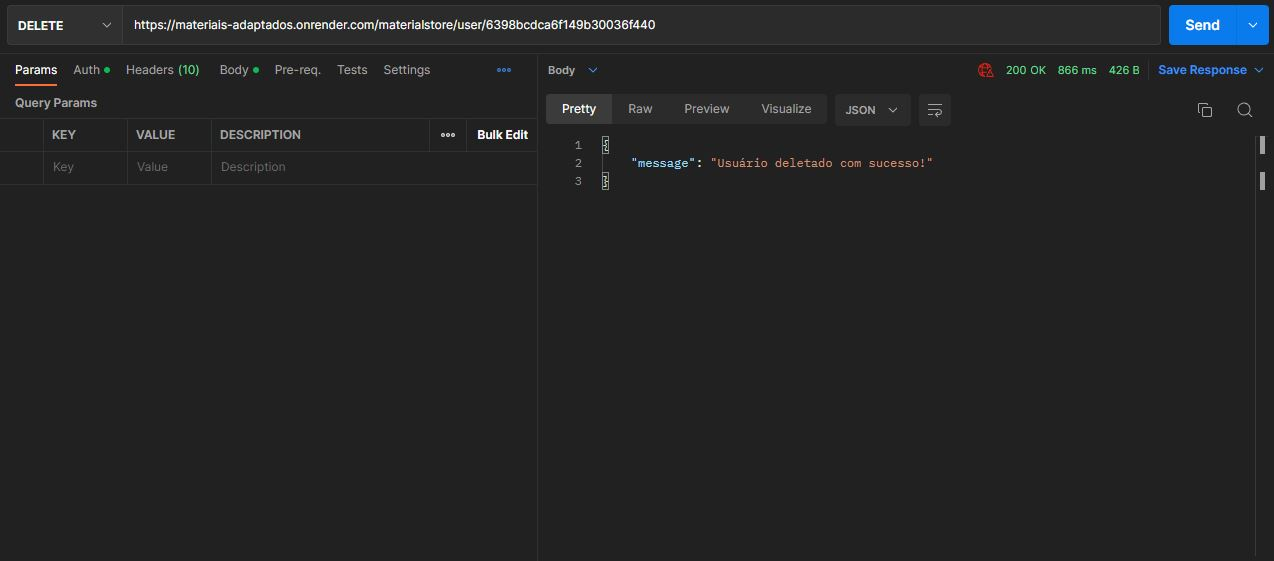 DELETE https://materiais-adaptados.onrender.com/materialstore/user/6398bcdca6f149b30036f440 Send
Params Auth Headers (10) Body Pre-req. Tests Settings
Query Params
KEY VALUE DESCRIPTION Bulk Edit
Key Value Description
Body 200 OK 866 ms 426 B Save Response
Pretty Raw Preview Visualize JSON
1 {
2 "message": "Usuário deletado com sucesso!"
3 }